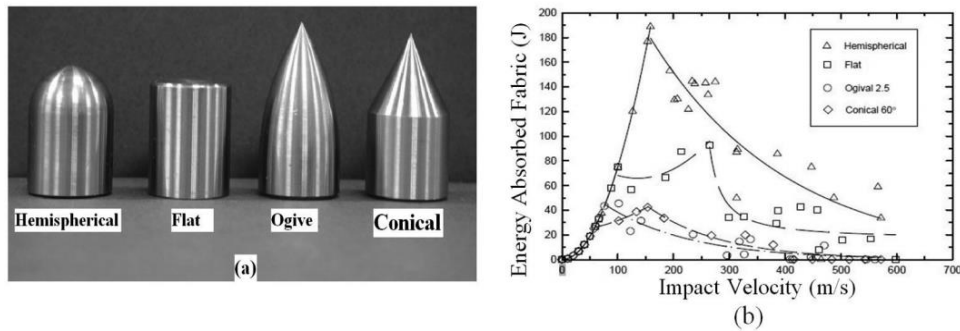 Hemispherical
Flat
Ogive
Conical
(a)
Energy Absorbed Fabric (J)
200
180
160
140
120
100
80
60
40
20
0
Hemispherical
Flat
Ogival 2.5
Conical 60°
0
100
200
300
400
500
600
700
Impact Velocity (m/s)
(b)